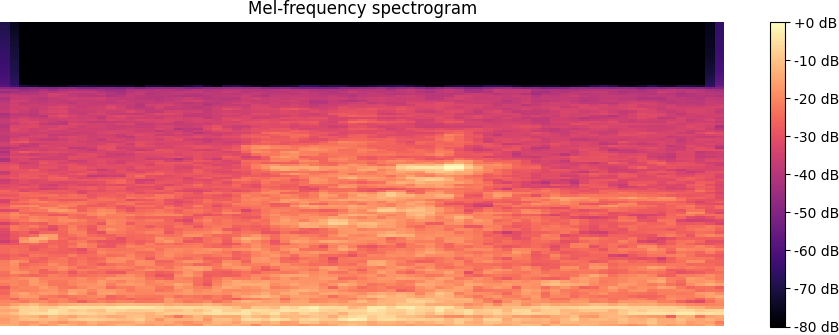 Mel-frequency spectrogram
+0 dB
-10 dB
-20 dB
-30 dB
-40 dB
-50 dB
-60 dB
-70 dB
-80 dB